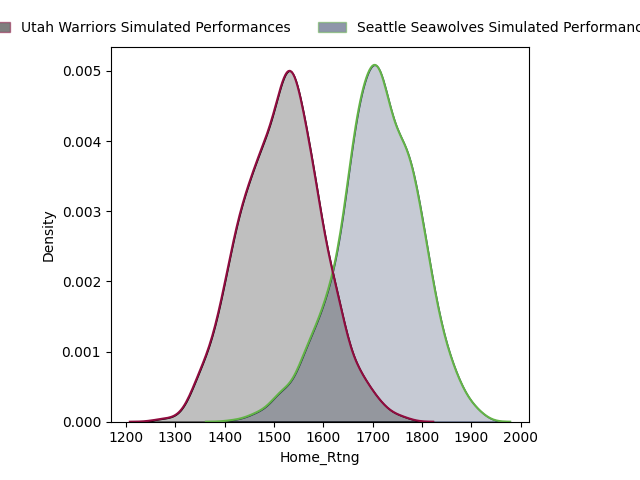 Utah Warriors Simulated Performances
Seattle Seawolves Simulated
0.005
0.004
0.003
0.002
0.001
0.000
Density
1200 1300 1400 1500 1600 1700 1800 1900 2000
Home_Rtng